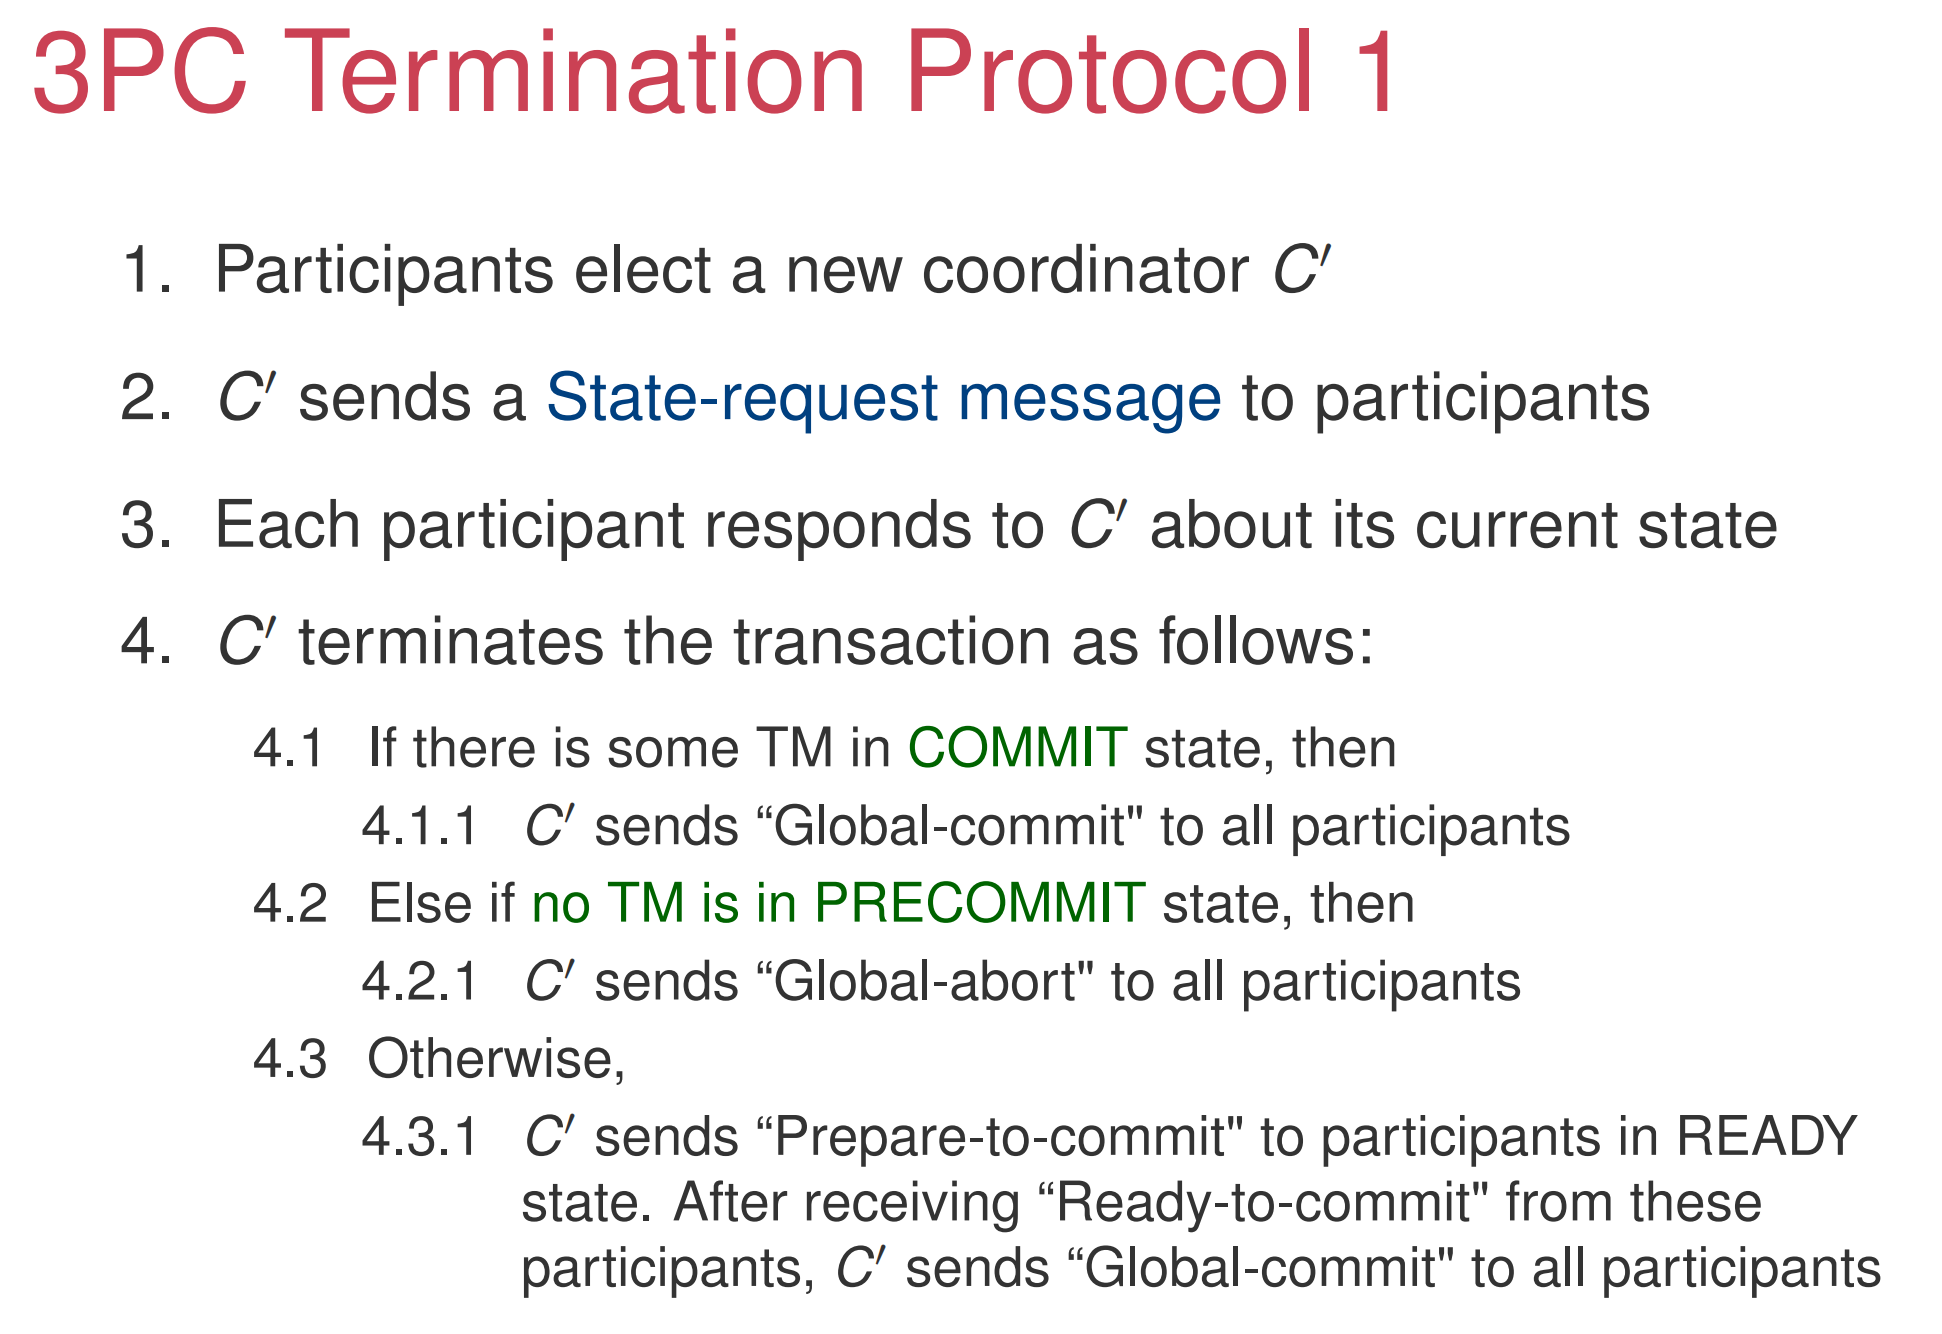 3PC Termination Protocol 1
1. Participants elect a new coordinator C′
2. C′ sends a State-request message to participants
3. Each participant responds to C′ about its current state
4. C′ terminates the transaction as follows:
4.1 If there is some TM in COMMIT state, then
4.1.1 C′ sends “Global-commit" to all participants
4.2 Else if no TM is in PRECOMMIT state, then
4.2.1 C′ sends “Global-abort" to all participants
4.3 Otherwise,
4.3.1 C′ sends “Prepare-to-commit" to participants in READY
state. After receiving “Ready-to-commit" from these
participants, C′ sends “Global-commit" to all participants